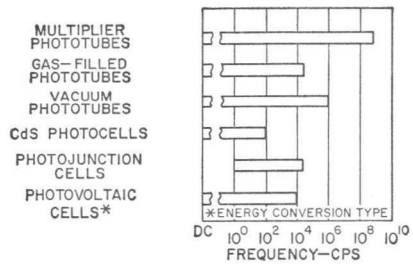 MULTIPLIER
PHOTOTUBES
GAS-FILLED
PHOTOTUBES
VACUUM
PHOTOTUBES
CdS PHOTOCELLS
PHOTOJUNCTION
CELLS
PHOTOVOLTAIC
CELLS*
*ENERGY CONVERSION TYPE
DC 10⁰ 10² 10⁴ 10⁶ 10⁸ 10¹⁰
FREQUENCY—CPS